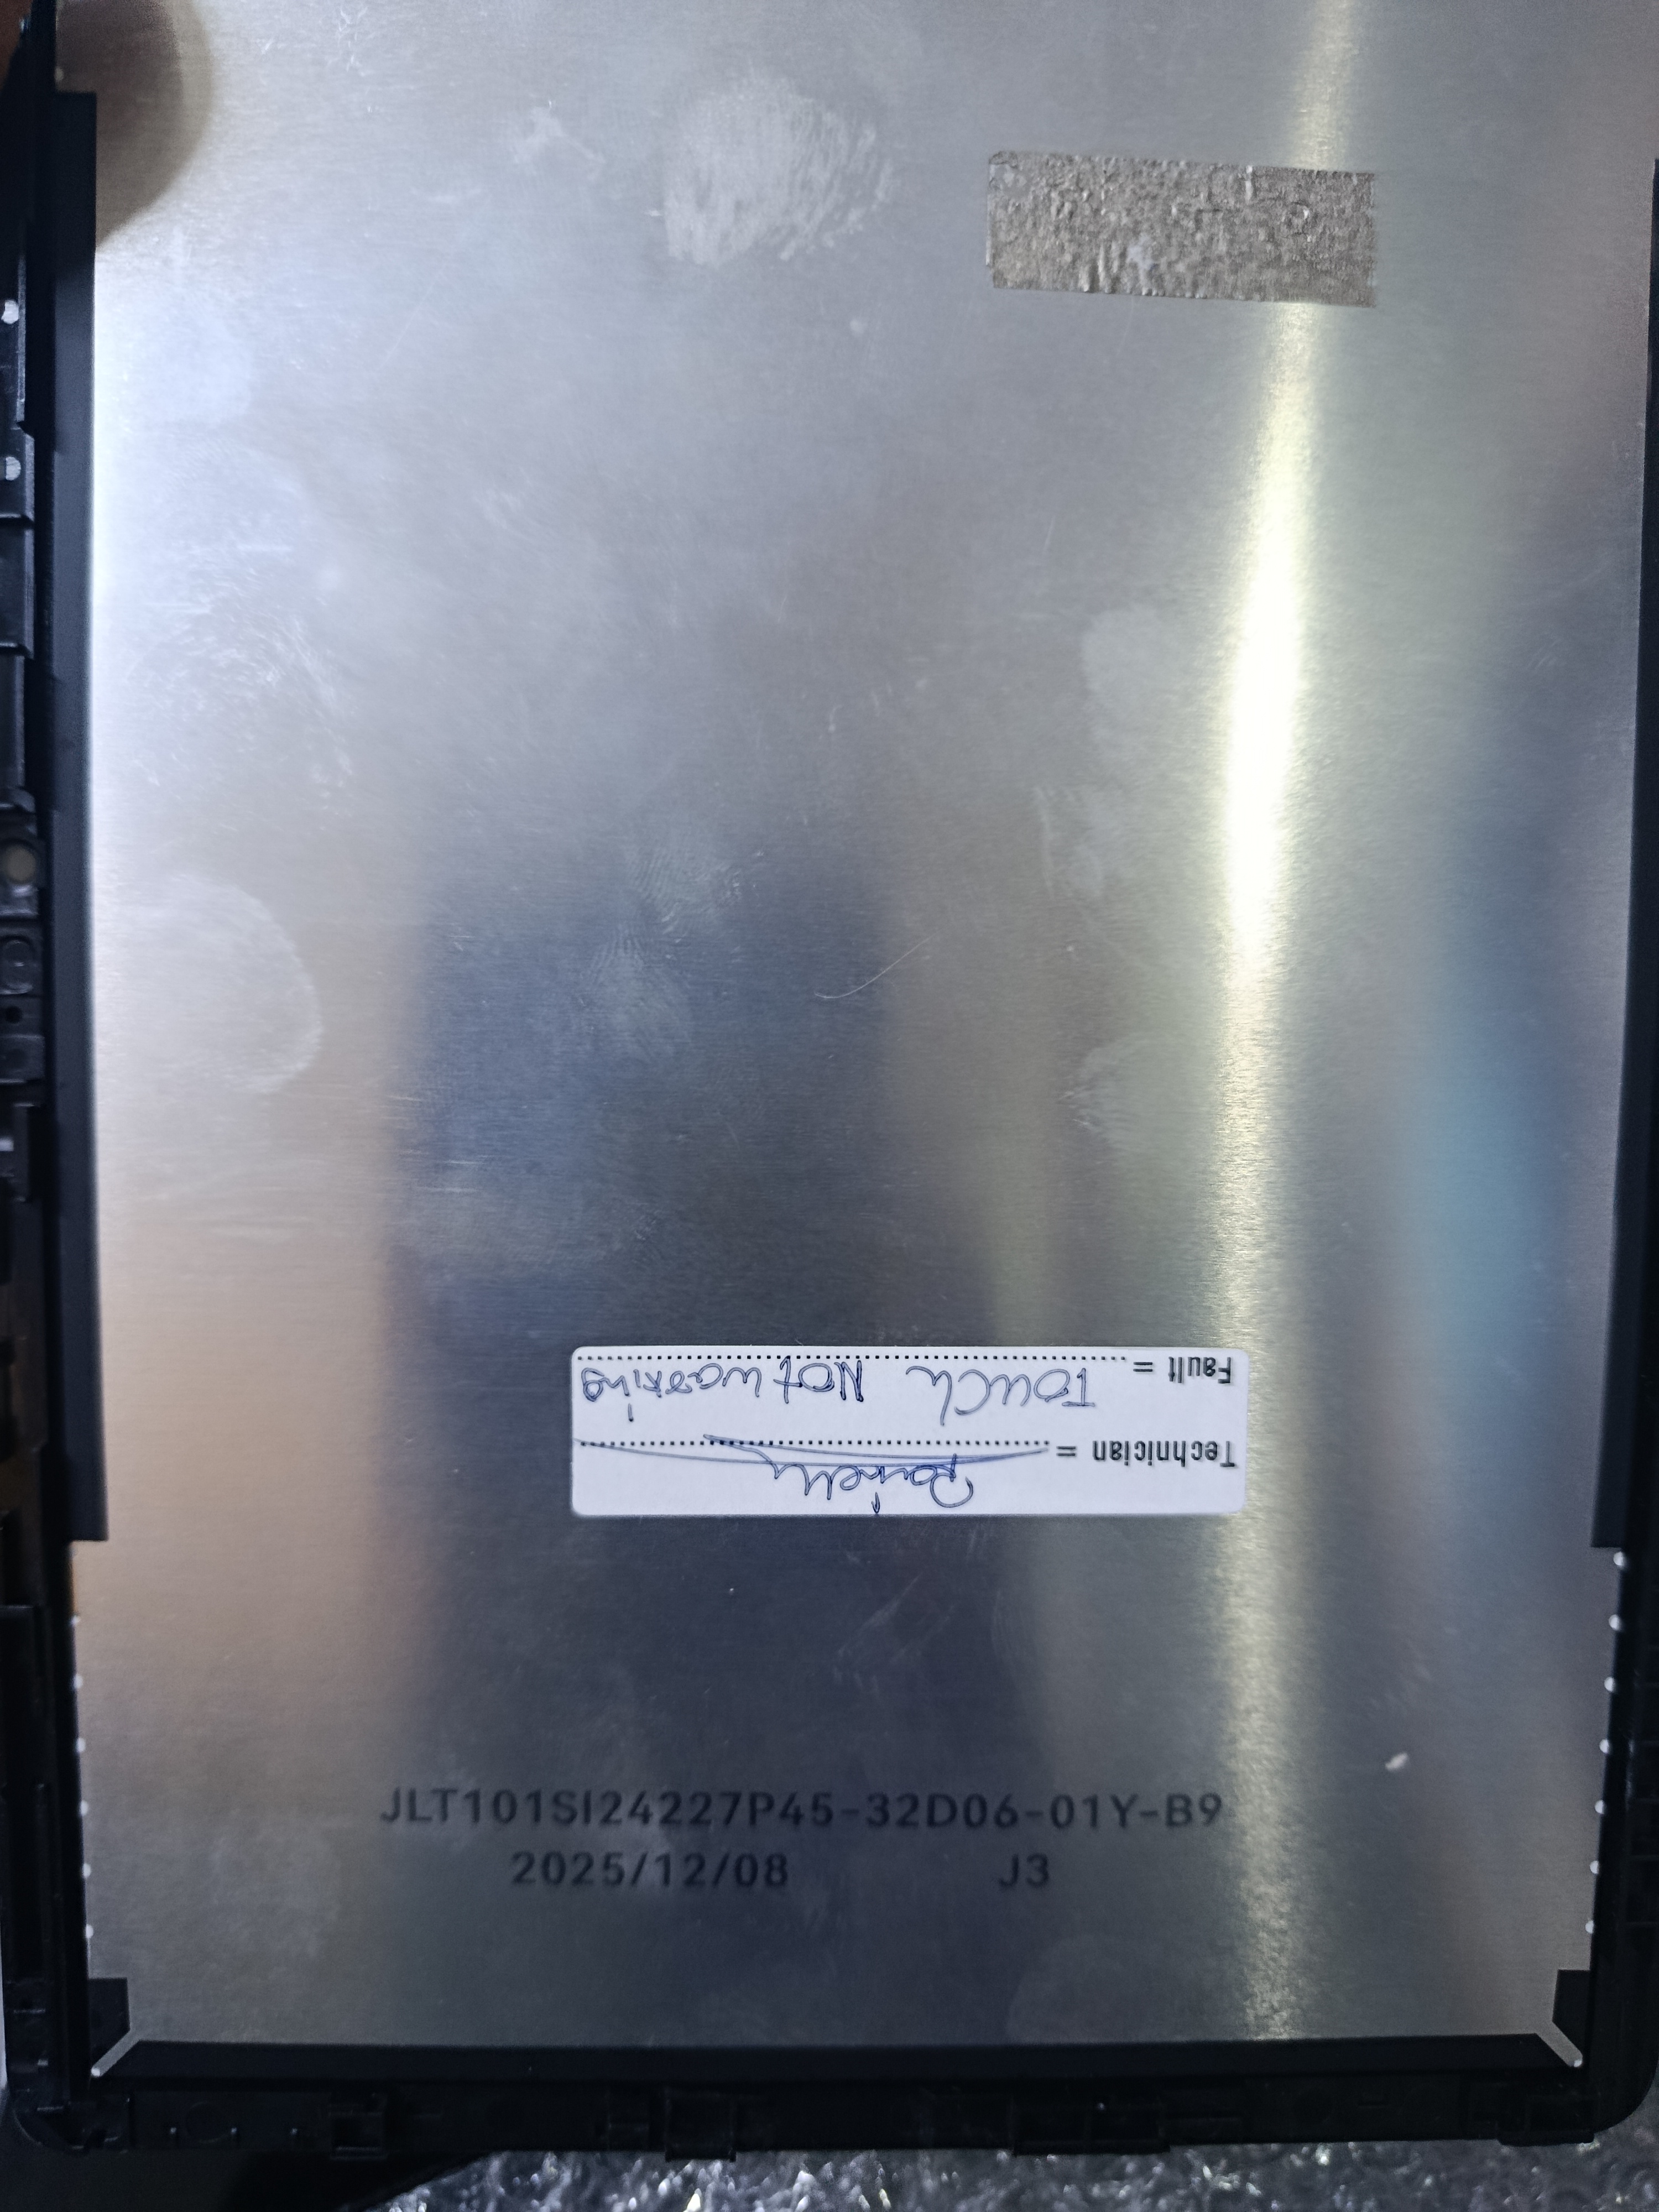 Fault = Touch Not working
Technician =
JLT101SI24227P45-32D06-01Y-B9
2025/12/08 J3